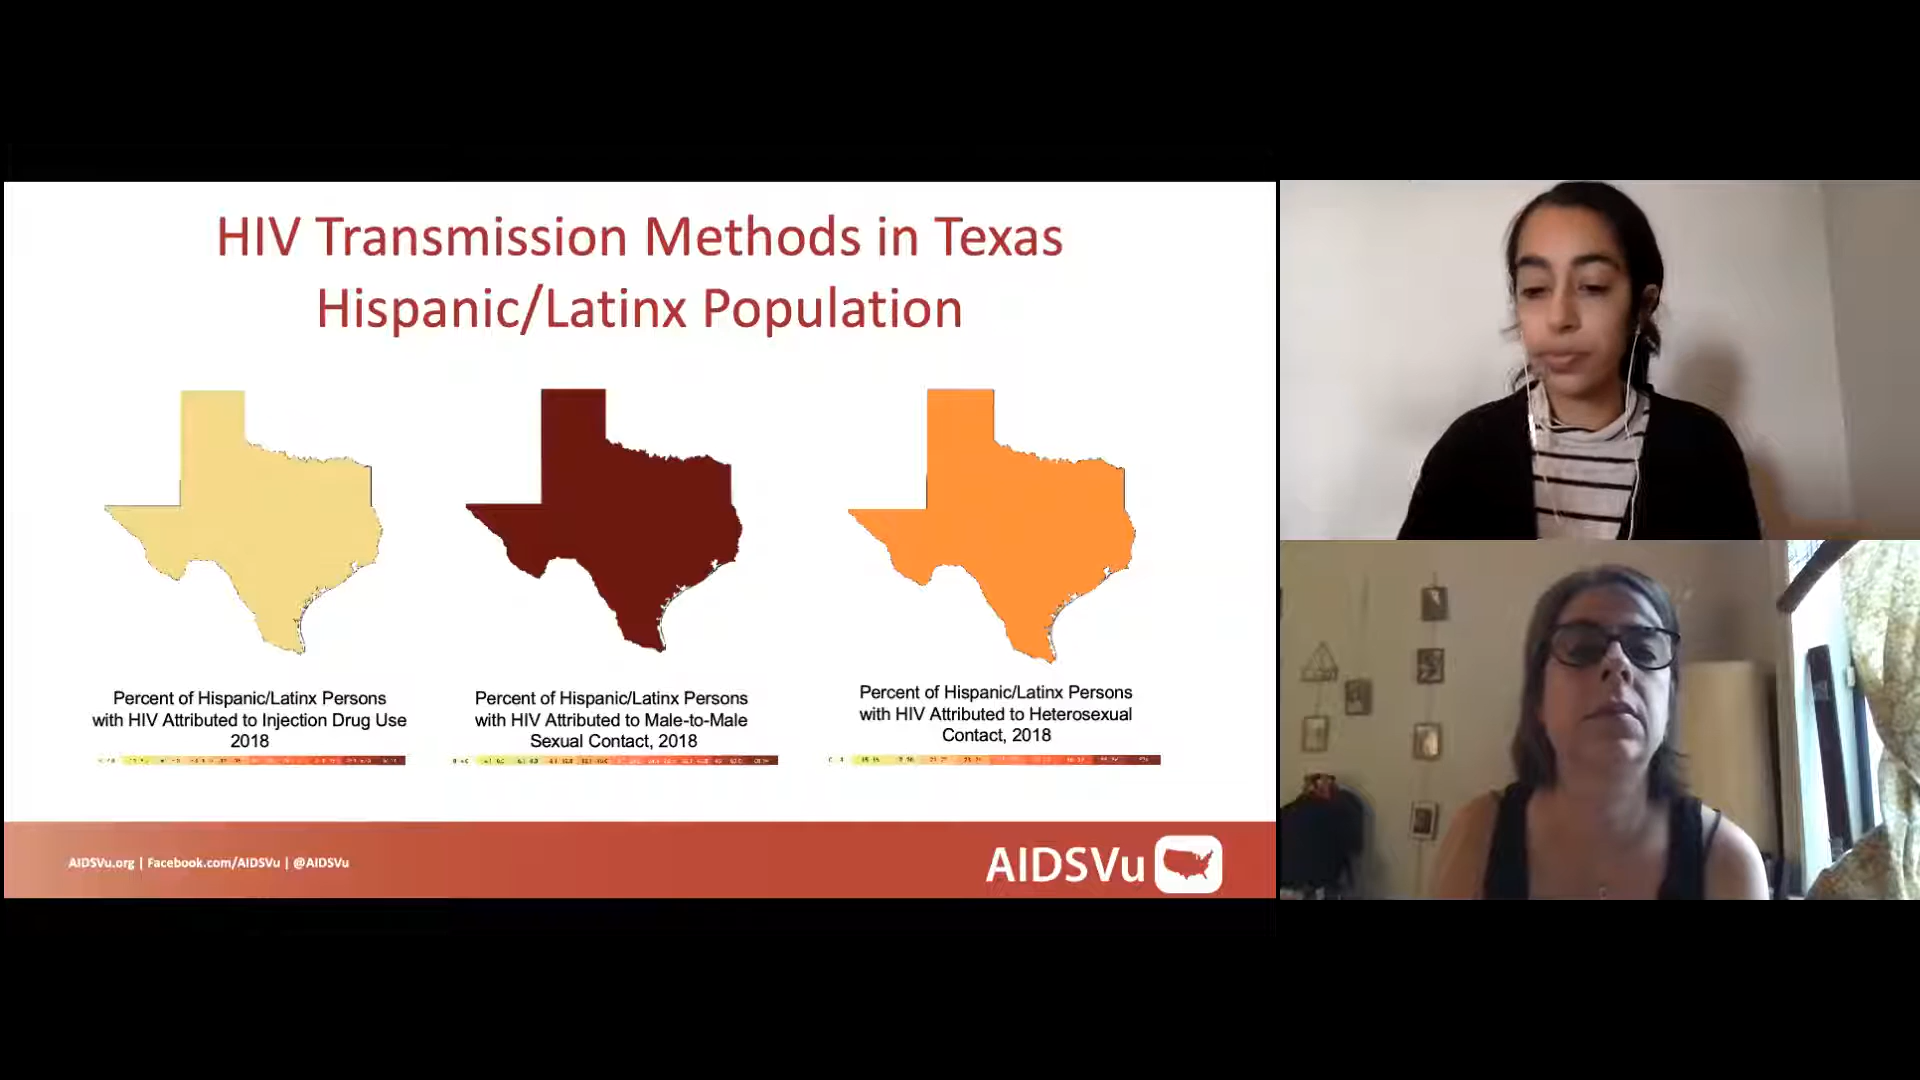 HIV Transmission Methods in Texas
Hispanic/Latinx Population
Percent of Hispanic/Latinx Persons
with HIV Attributed to Injection Drug Use
2018
Percent of Hispanic/Latinx Persons
with HIV Attributed to Male-to-Male
Sexual Contact, 2018
Percent of Hispanic/Latinx Persons
with HIV Attributed to Heterosexual
Contact, 2018
AIDSVu.org | Facebook.com/AIDSVu | @AIDSVu
AIDSVu